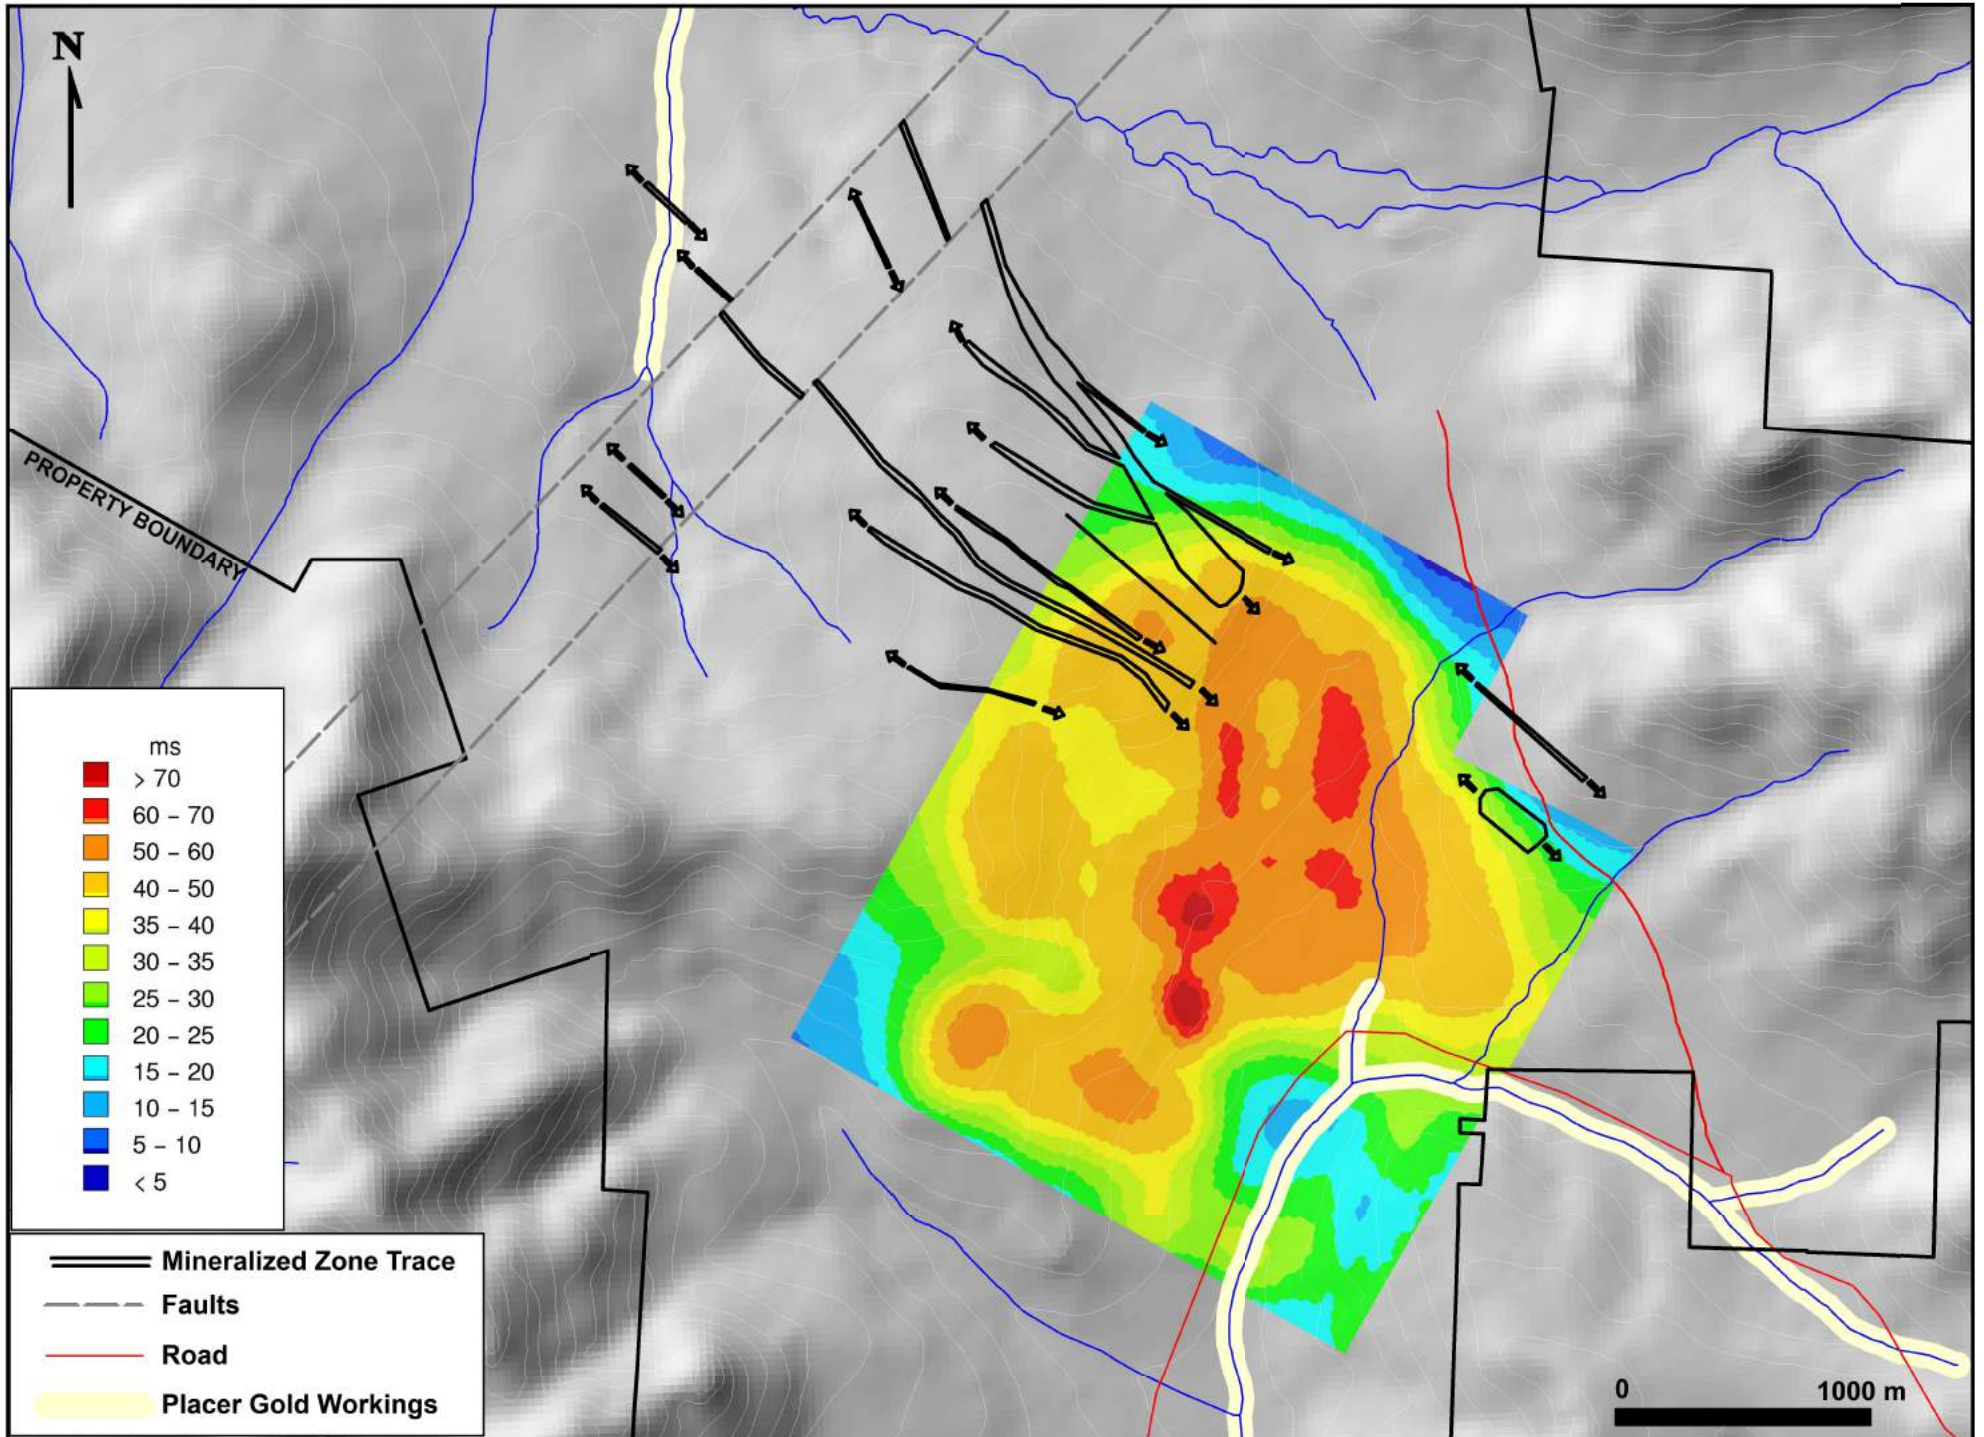 N
PROPERTY BOUNDARY
ms
> 70
60 – 70
50 – 60
40 – 50
35 – 40
30 – 35
25 – 30
20 – 25
15 – 20
10 – 15
5 – 10
< 5
Mineralized Zone Trace
Faults
Road
Placer Gold Workings
0 1000 m